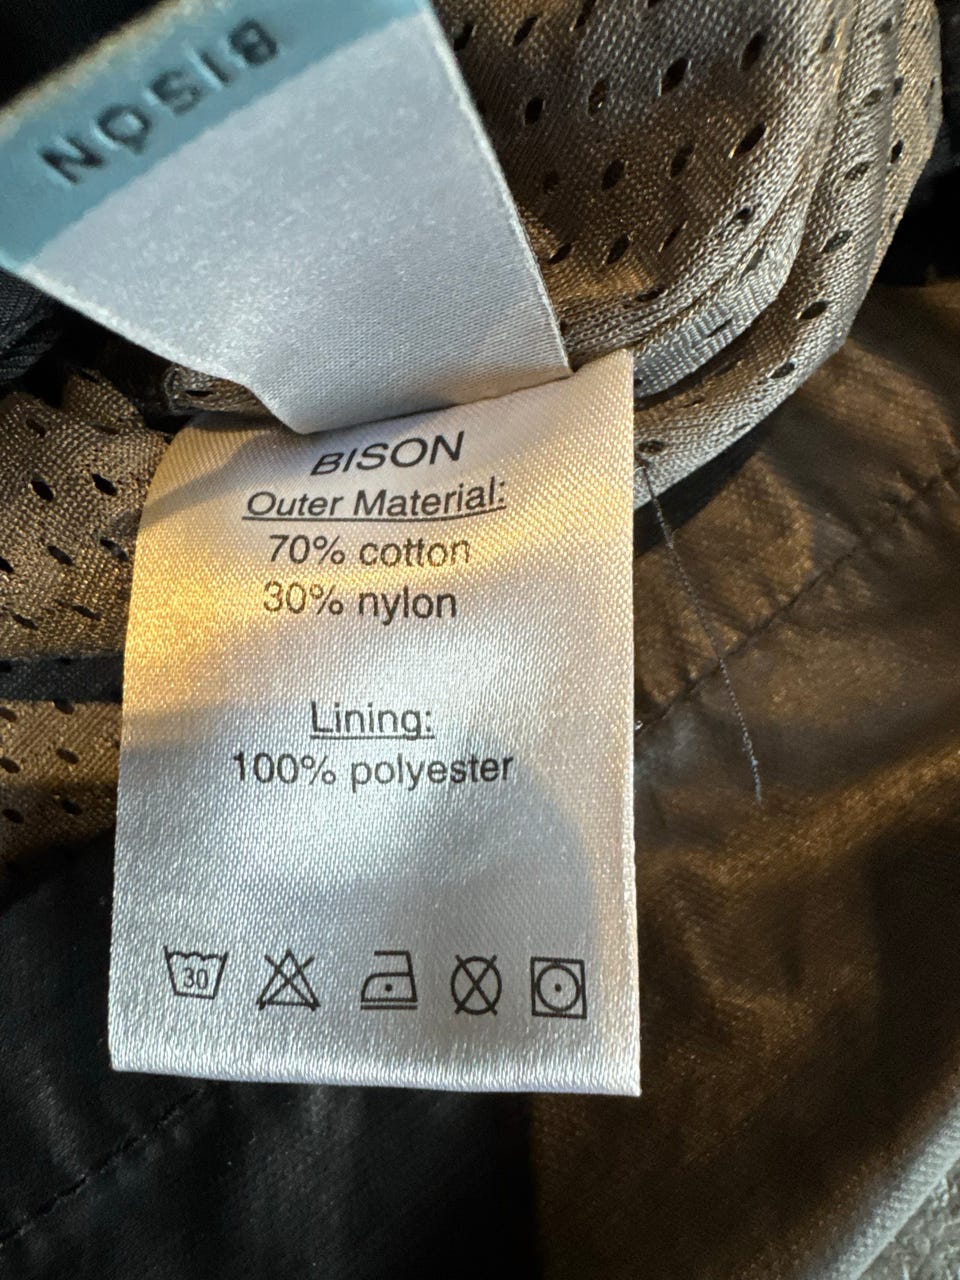 BISON
BISON
Outer Material:
70% cotton
30% nylon
Lining:
100% polyester
30